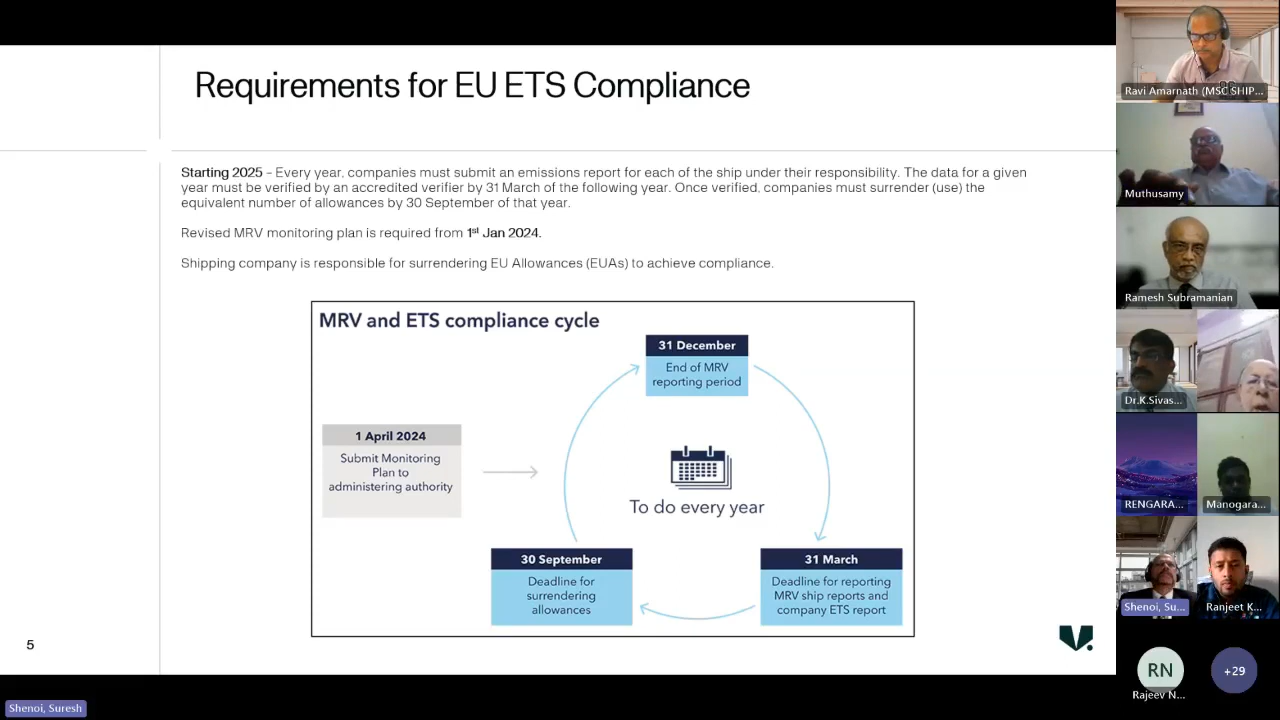 Requirements for EU ETS Compliance
Starting 2025 – Every year, companies must submit an emissions report for each of the ship under their responsibility. The data for a
given year must be verified by an accredited verifier by 31 March of the following year. Once verified, companies must surrender (use) the
equivalent number of allowances by 30 September of that year.
Revised MRV monitoring plan is required from 1st Jan 2024.
Shipping company is responsible for surrendering EU Allowances (EUAs) to achieve compliance.
MRV and ETS compliance cycle
31 December
End of MRV
reporting period
1 April 2024
Submit Monitoring
Plan to
administering authority
To do every year
30 September
Deadline for
surrendering
allowances
31 March
Deadline for reporting
MRV ship reports and
company ETS report
5
Shenoi, Suresh
Ravi Amarnath (MSC SHIP...
Muthusamy
Ramesh Subramanian
Dr.K.Sivas...
RENGARA...
Manogara...
Shenoi, Su...
Ranjeet K...
RN
Rajeev N...
+29